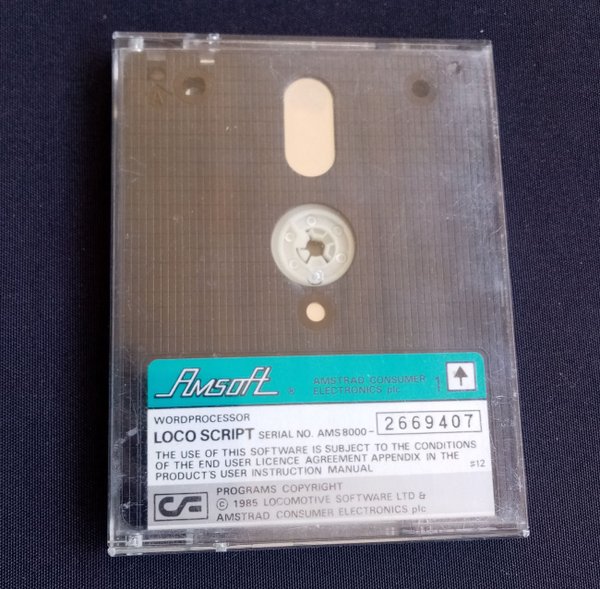 Amsoft ®
AMSTRAD CONSUMER
ELECTRONICS plc
1
WORDPROCESSOR
LOCO SCRIPT SERIAL NO. AMS 8000 - 2669407
THE USE OF THIS SOFTWARE IS SUBJECT TO THE CONDITIONS
OF THE END USER LICENCE AGREEMENT APPENDIX IN THE
PRODUCT'S USER INSTRUCTION MANUAL #12
PROGRAMS COPYRIGHT
© 1985 LOCOMOTIVE SOFTWARE LTD &
AMSTRAD CONSUMER ELECTRONICS plc